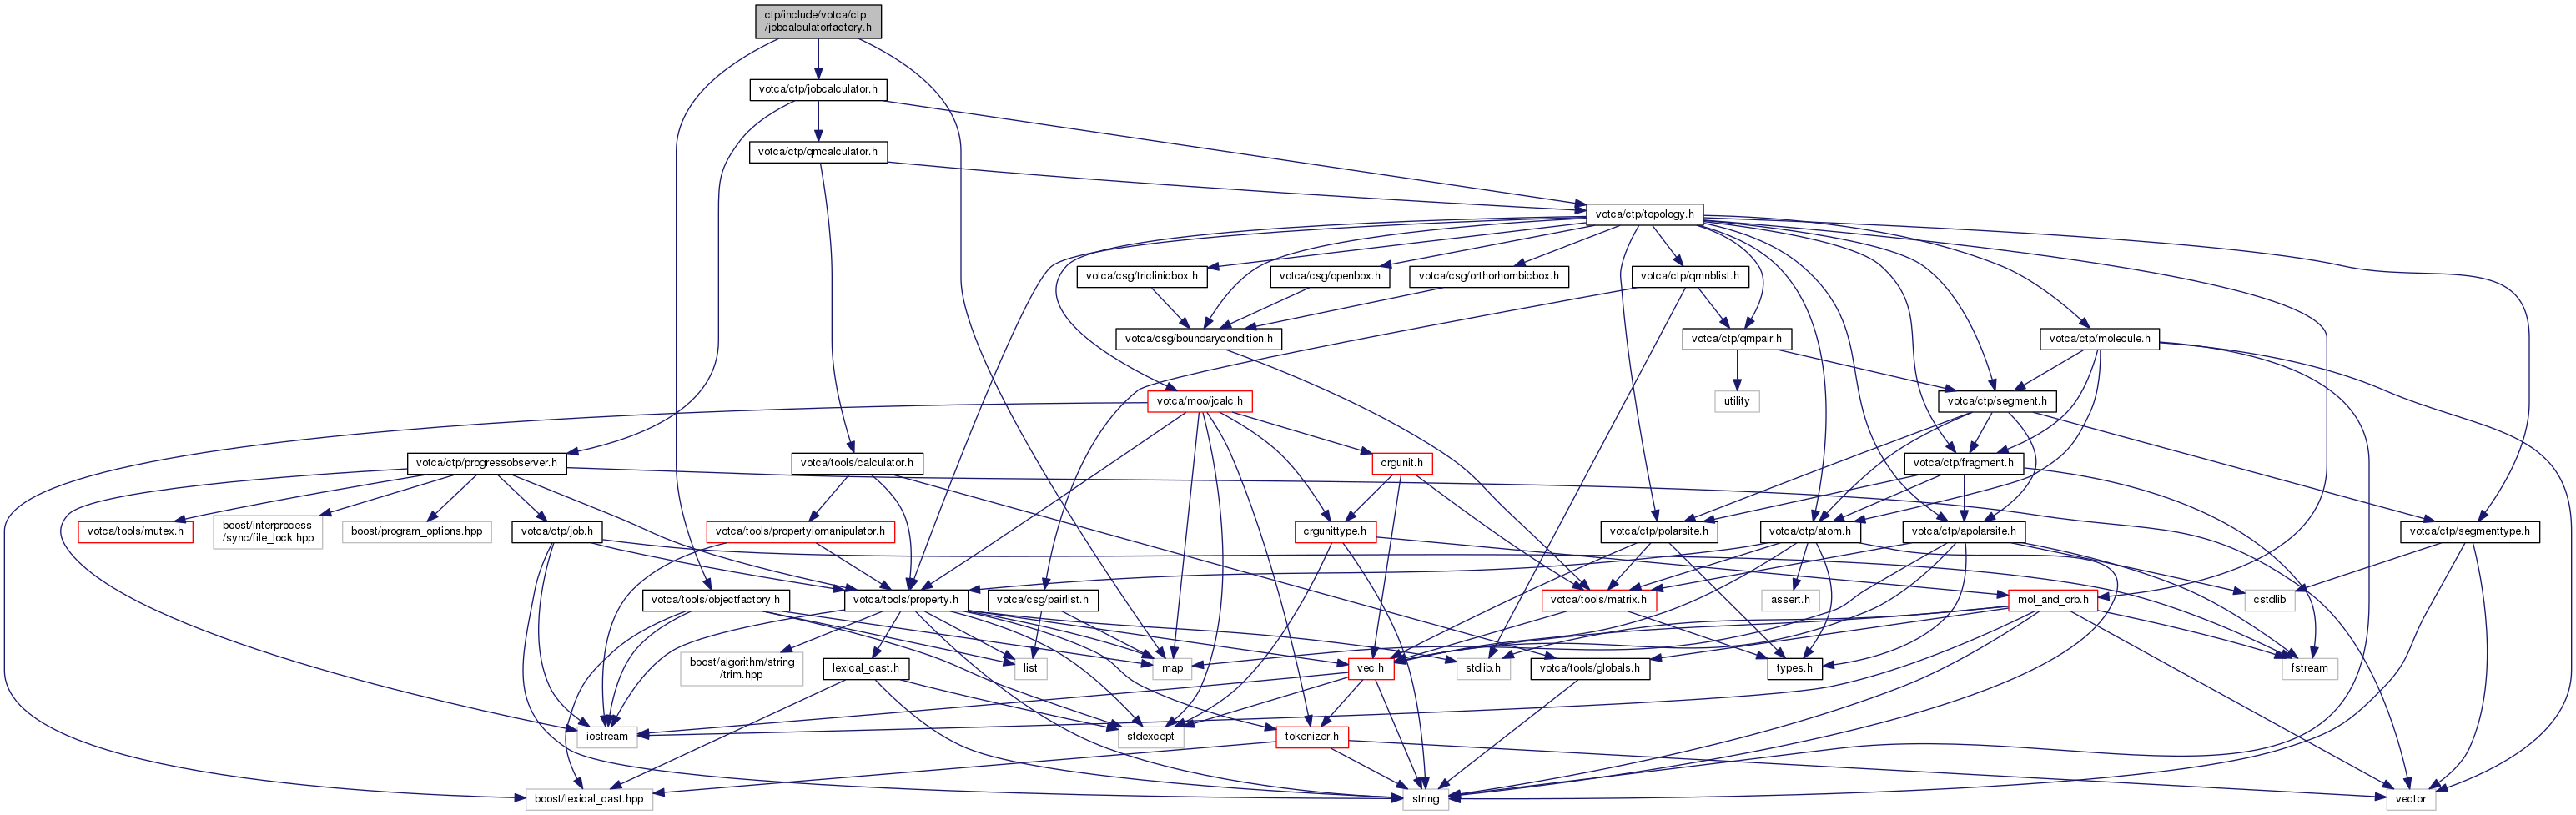 ctp/include/votca/ctp
/jobcalculatorfactory.h
votca/ctp/jobcalculator.h
votca/ctp/qmcalculator.h
votca/ctp/topology.h
votca/csg/triclinicbox.h
votca/csg/openbox.h
votca/csg/orthorhombicbox.h
votca/ctp/qmnblist.h
votca/csg/boundarycondition.h
votca/ctp/qmpair.h
votca/ctp/molecule.h
votca/moo/jcalc.h
utility
votca/ctp/segment.h
votca/ctp/progressobserver.h
votca/tools/calculator.h
crgunit.h
votca/ctp/fragment.h
votca/tools/mutex.h
boost/interprocess
/sync/file_lock.hpp
boost/program_options.hpp
votca/ctp/job.h
votca/tools/propertyiomanipulator.h
crgunittype.h
votca/ctp/polarsite.h
votca/ctp/atom.h
votca/ctp/apolarsite.h
votca/ctp/segmenttype.h
votca/tools/objectfactory.h
votca/tools/property.h
votca/csg/pairlist.h
votca/tools/matrix.h
assert.h
mol_and_orb.h
cstdlib
boost/algorithm/string
/trim.hpp
lexical_cast.h
list
map
vec.h
stdlib.h
votca/tools/globals.h
types.h
fstream
iostream
stdexcept
tokenizer.h
boost/lexical_cast.hpp
string
vector